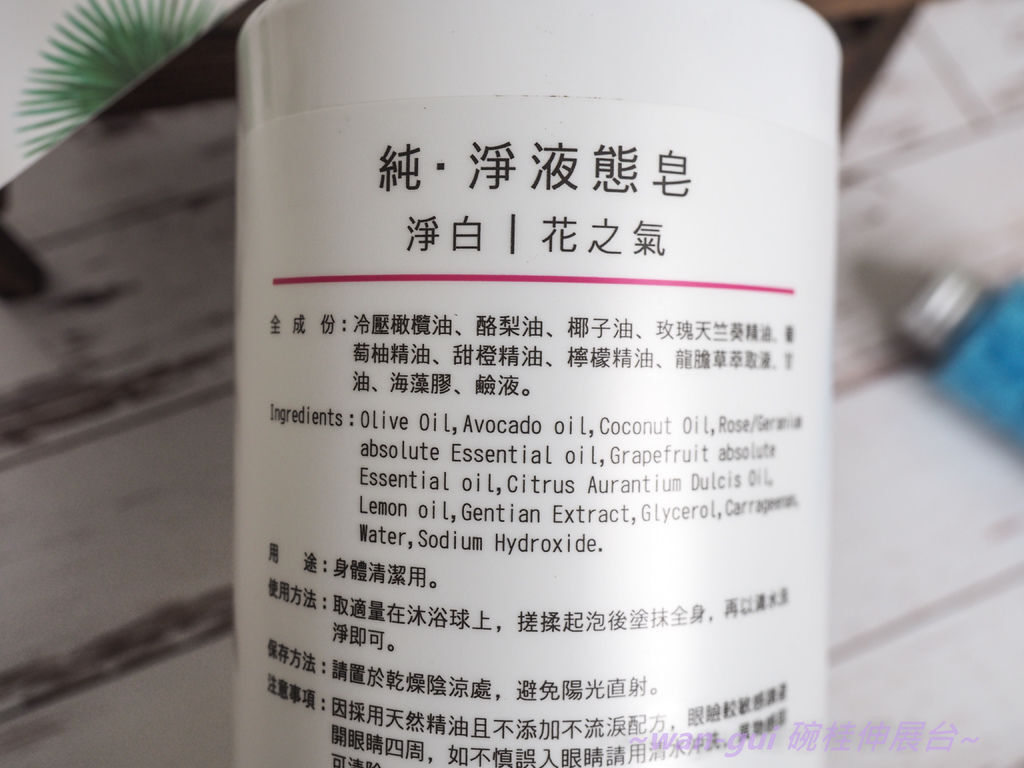 純·淨液態皂
淨白｜花之氣
全成份：冷壓橄欖油、酪梨油、椰子油、玫瑰天竺葵精油、葡
萄柚精油、甜橙精油、檸檬精油、龍膽草萃取液、甘
油、海藻膠、鹼液。
Ingredients：Olive Oil,Avocado oil,Coconut Oil,Rose/Geranium
absolute Essential oil,Grapefruit absolute
Essential oil,Citrus Aurantium Dulcis Oil,
Lemon oil,Gentian Extract,Glycerol,Carrageenan,
Water,Sodium Hydroxide.
用途：身體清潔用。
使用方法：取適量在沐浴球上，搓揉起泡後塗抹全身，再以清水洗
淨即可。
保存方法：請置於乾燥陰涼處，避免陽光直射。
注意事項：因採用天然精油且不添加不流淚配方，眼瞼較敏感
開眼睛四周，如不慎誤入眼睛請用清水沖
可清除
~wan-gui 碗桂伸展台~